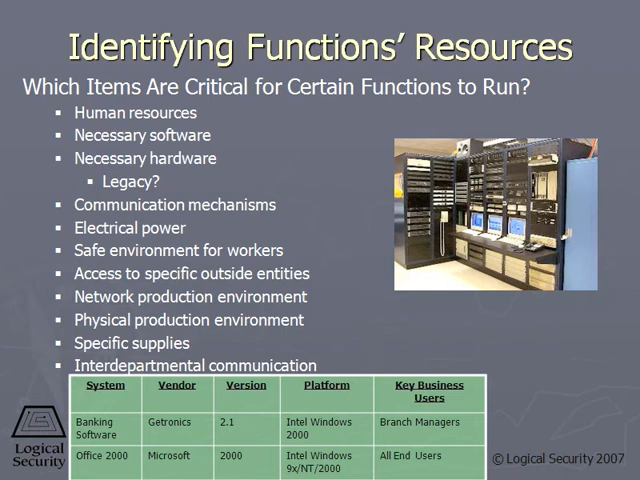 Identifying Functions’ Resources
Which Items Are Critical for Certain Functions to Run?
▪ Human resources
▪ Necessary software
▪ Necessary hardware
▪ Legacy?
▪ Communication mechanisms
▪ Electrical power
▪ Safe environment for workers
▪ Access to specific outside entities
▪ Network production environment
▪ Physical production environment
▪ Specific supplies
▪ Interdepartmental communication
System Vendor Version Platform Key Business Users
Banking Software Getronics 2.1 Intel Windows 2000 Branch Managers
Office 2000 Microsoft 2000 Intel Windows 9x/NT/2000 All End Users
Logical
Security
© Logical Security 2007